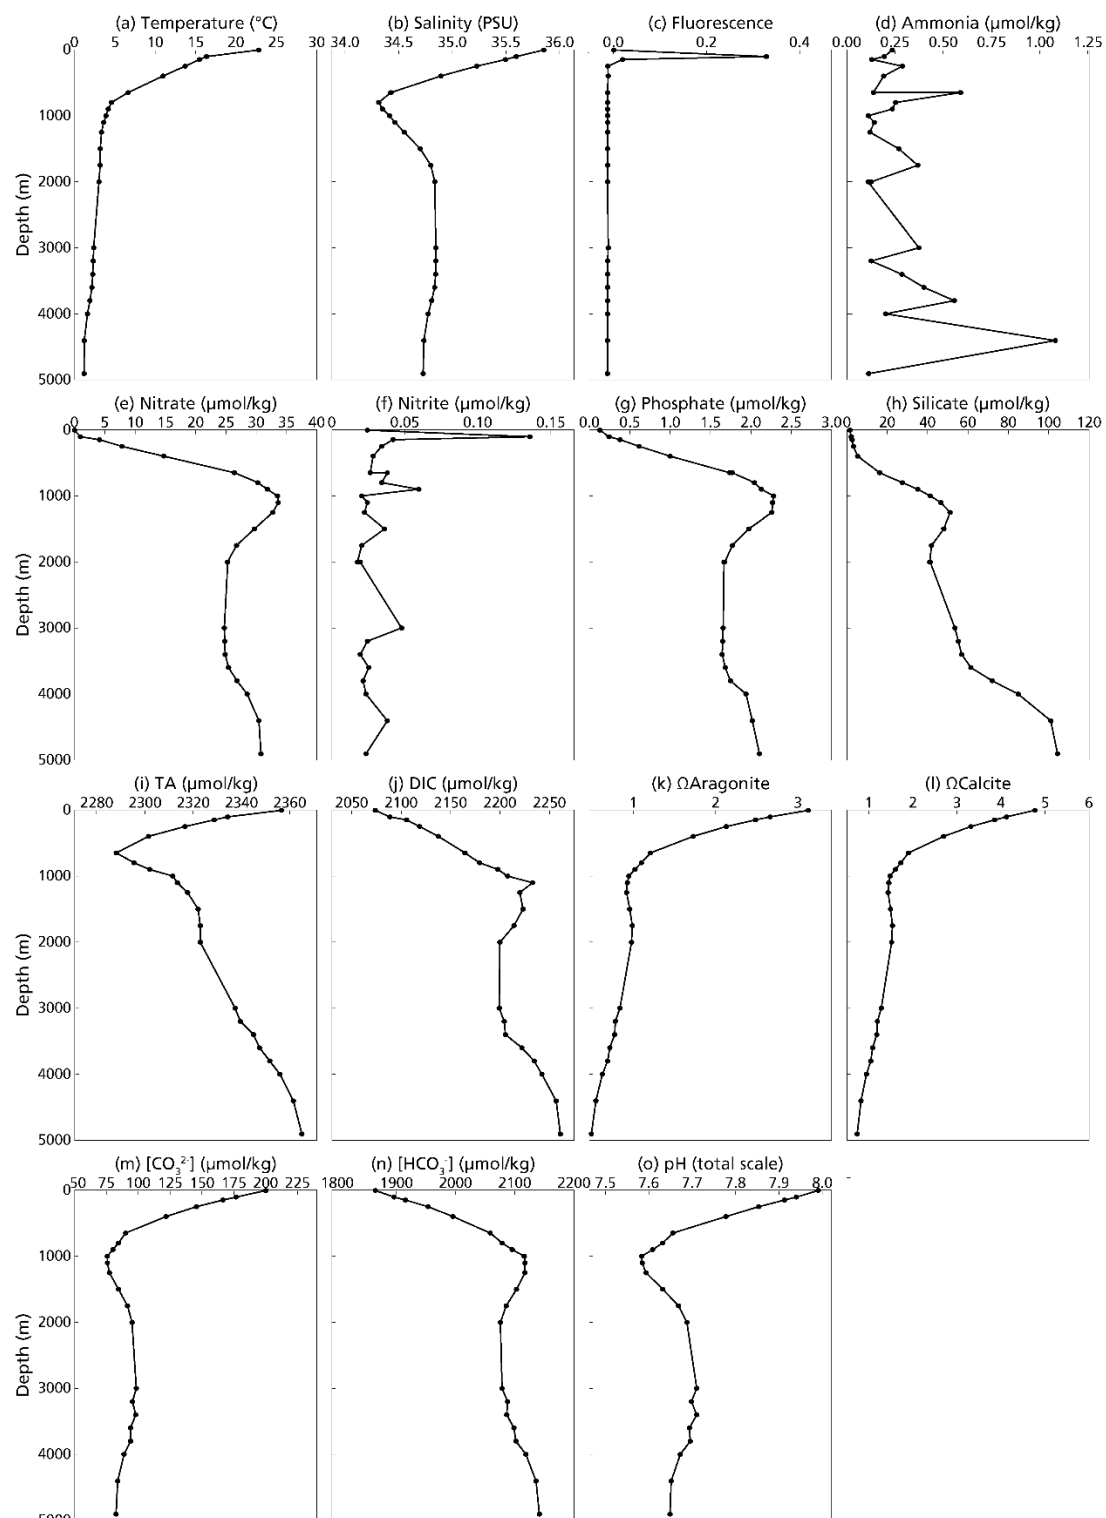 (a) Temperature (°C) (b) Salinity (PSU) (c) Fluorescence (d) Ammonia (µmol/kg)
0 5 10 15 20 25 30 34.0 34.5 35.0 35.5 36.0 0.0 0.2 0.4 0.00 0.25 0.50 0.75 1.00 1.25
0
1000
2000
3000
4000
5000
Depth (m)
(e) Nitrate (µmol/kg) (f) Nitrite (µmol/kg) (g) Phosphate (µmol/kg) (h) Silicate (µmol/kg)
0 5 10 15 20 25 30 35 40 0.00 0.05 0.10 0.15 0.0 0.5 1.0 1.5 2.0 2.5 3.0 0 20 40 60 80 100 120
0
1000
2000
3000
4000
5000
Depth (m)
(i) TA (µmol/kg) (j) DIC (µmol/kg) (k) ΩAragonite (l) ΩCalcite
2280 2300 2320 2340 2360 2050 2100 2150 2200 2250 1 2 3 1 2 3 4 5 6
0
1000
2000
3000
4000
5000
Depth (m)
(m) [CO₃²⁻] (µmol/kg) (n) [HCO₃⁻] (µmol/kg) (o) pH (total scale)
50 75 100 125 150 175 200 225 1800 1900 2000 2100 2200 7.5 7.6 7.7 7.8 7.9 8.0
0
1000
2000
3000
4000
5000
Depth (m)